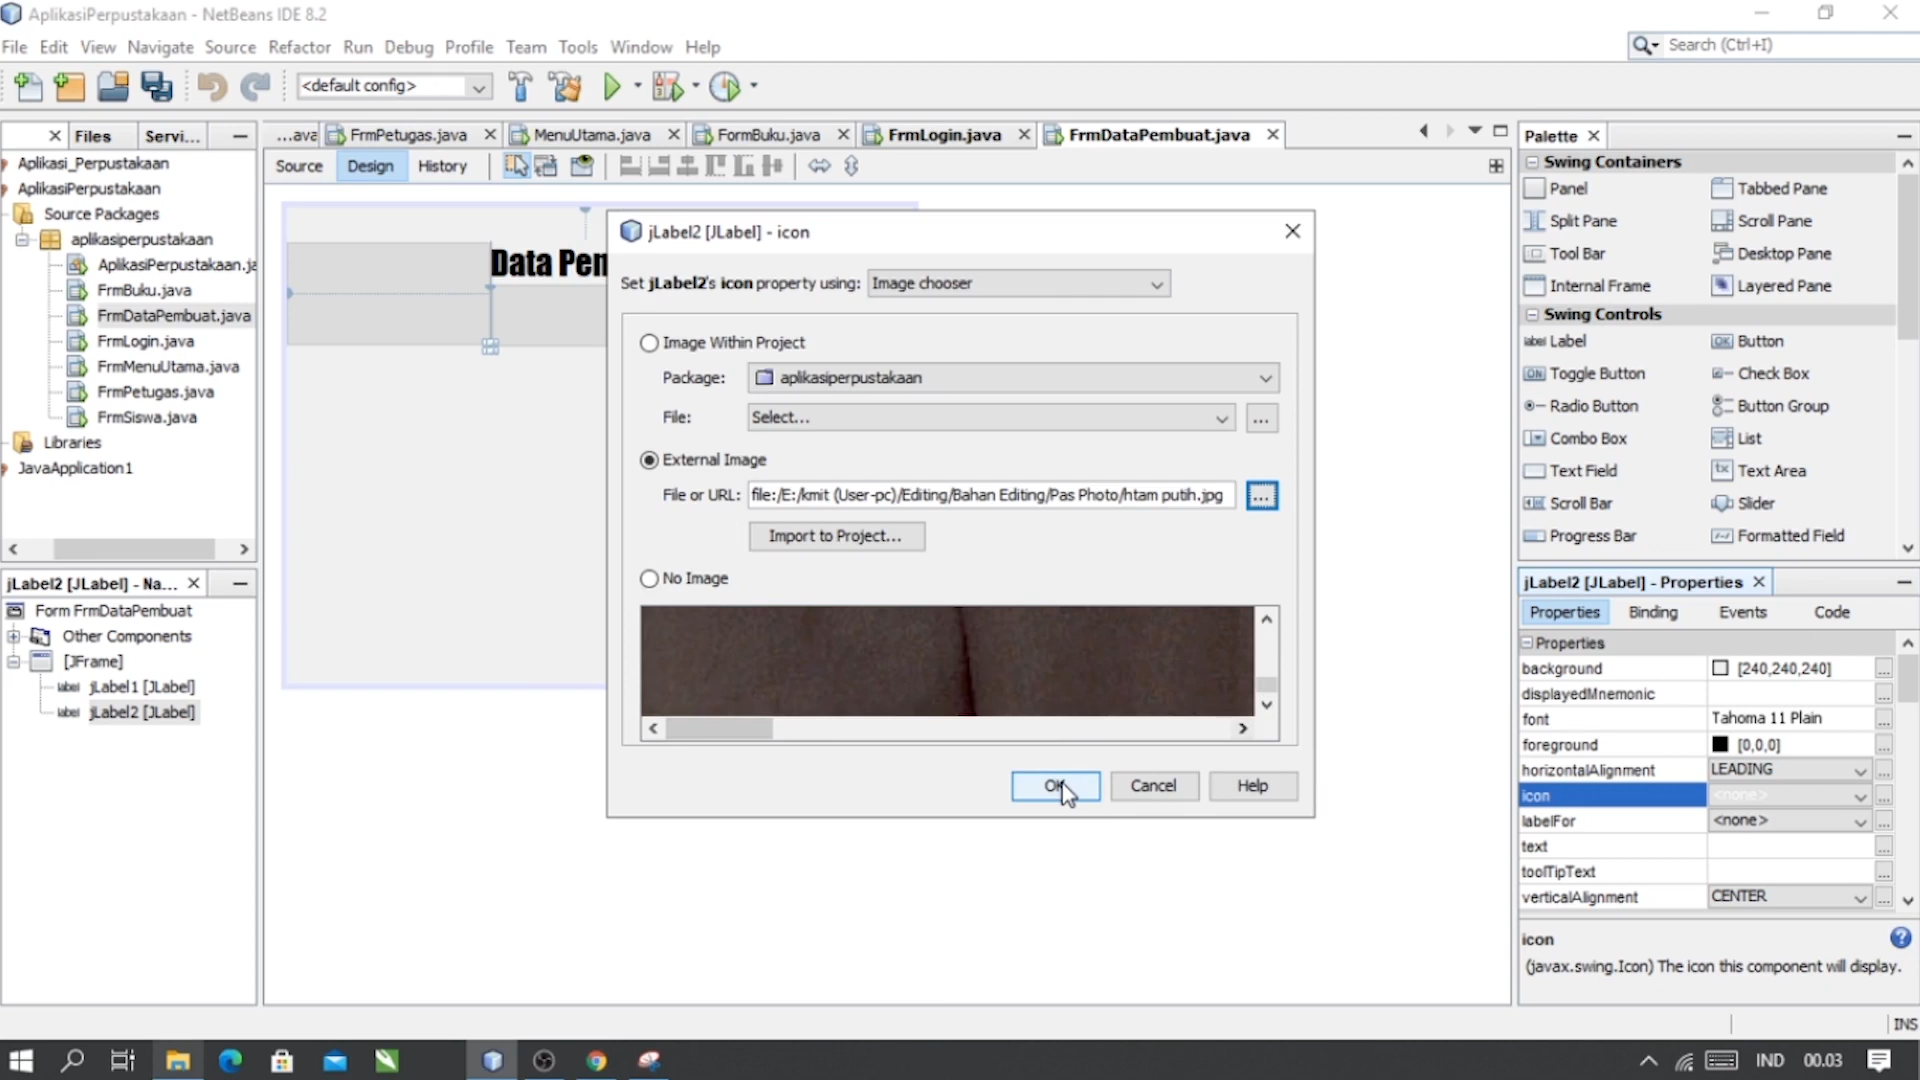 AplikasiPerpustakaan - NetBeans IDE 8.2
File Edit View Navigate Source Refactor Run Debug Profile Team Tools Window Help
Search (Ctrl+I)
<default config>
Files Servi...
...ava FrmPetugas.java MenuUtama.java FormBuku.java FrmLogin.java FrmDataPembuat.java
Source Design History
Aplikasi_Perpustakaan
AplikasiPerpustakaan
Source Packages
aplikasiperpustakaan
AplikasiPerpustakaan.ja
FrmBuku.java
FrmDataPembuat.java
FrmLogin.java
FrmMenuUtama.java
FrmPetugas.java
FrmSiswa.java
Libraries
JavaApplication1
jLabel2 [JLabel] - Na...
Form FrmDataPembuat
Other Components
[JFrame]
label jLabel1 [JLabel]
label jLabel2 [JLabel]
Data Pen
jLabel2 [JLabel] - icon
Set jLabel2's icon property using: Image chooser
Image Within Project
Package: aplikasiperpustakaan
File: Select... ...
External Image
File or URL: file:/E:/kmit (User-pc)/Editing/Bahan Editing/Pas Photo/htam putih.jpg ...
Import to Project...
No Image
OK Cancel Help
Palette
Swing Containers
Panel Tabbed Pane
Split Pane Scroll Pane
Tool Bar Desktop Pane
Internal Frame Layered Pane
Swing Controls
label Label OK Button
ON Toggle Button Check Box
Radio Button Button Group
Combo Box List
Text Field Text Area
Scroll Bar Slider
Progress Bar Formatted Field
jLabel2 [JLabel] - Properties
Properties Binding Events Code
Properties
background [240,240,240] ...
displayedMnemonic ...
font Tahoma 11 Plain ...
foreground [0,0,0] ...
horizontalAlignment LEADING ...
icon <none> ...
labelFor <none> ...
text ...
toolTipText ...
verticalAlignment CENTER ...
icon
(javax.swing.Icon) The icon this component will display.
INS
IND 00.03